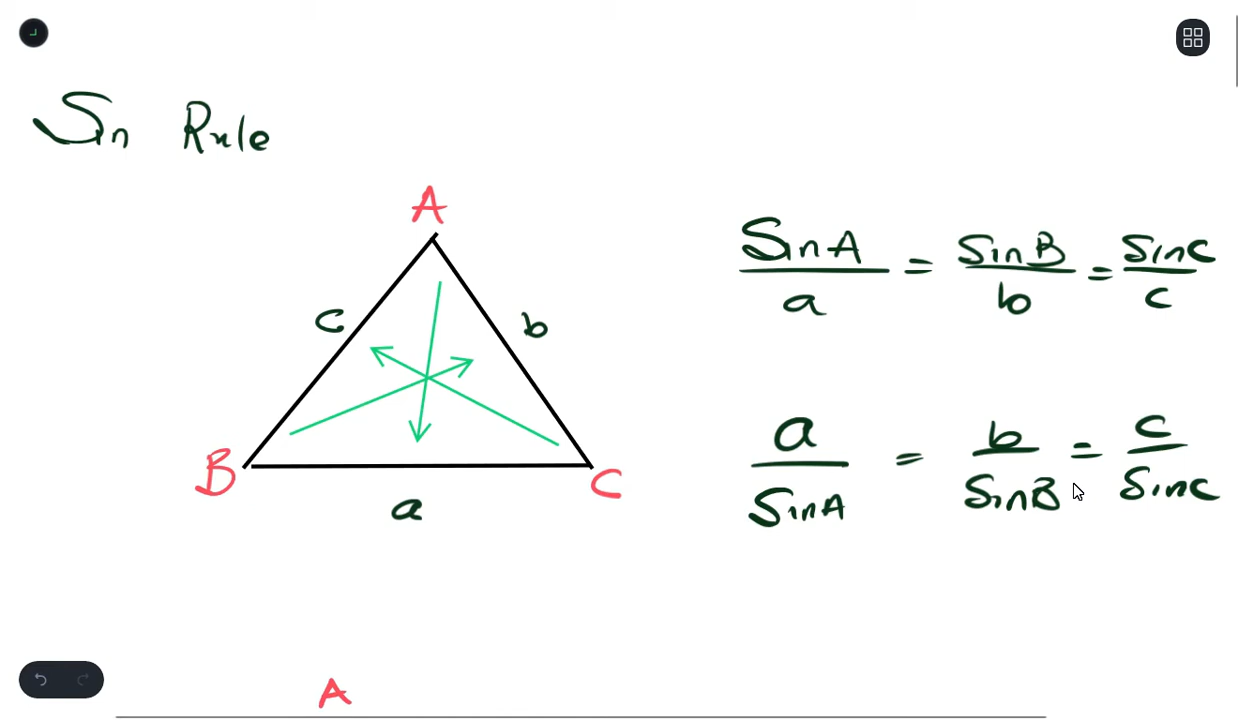 Sin Rule
A
c
b
B
C
a
SinA/a = SinB/b = Sinc/c
a/SinA = b/SinB = c/Sinc
A